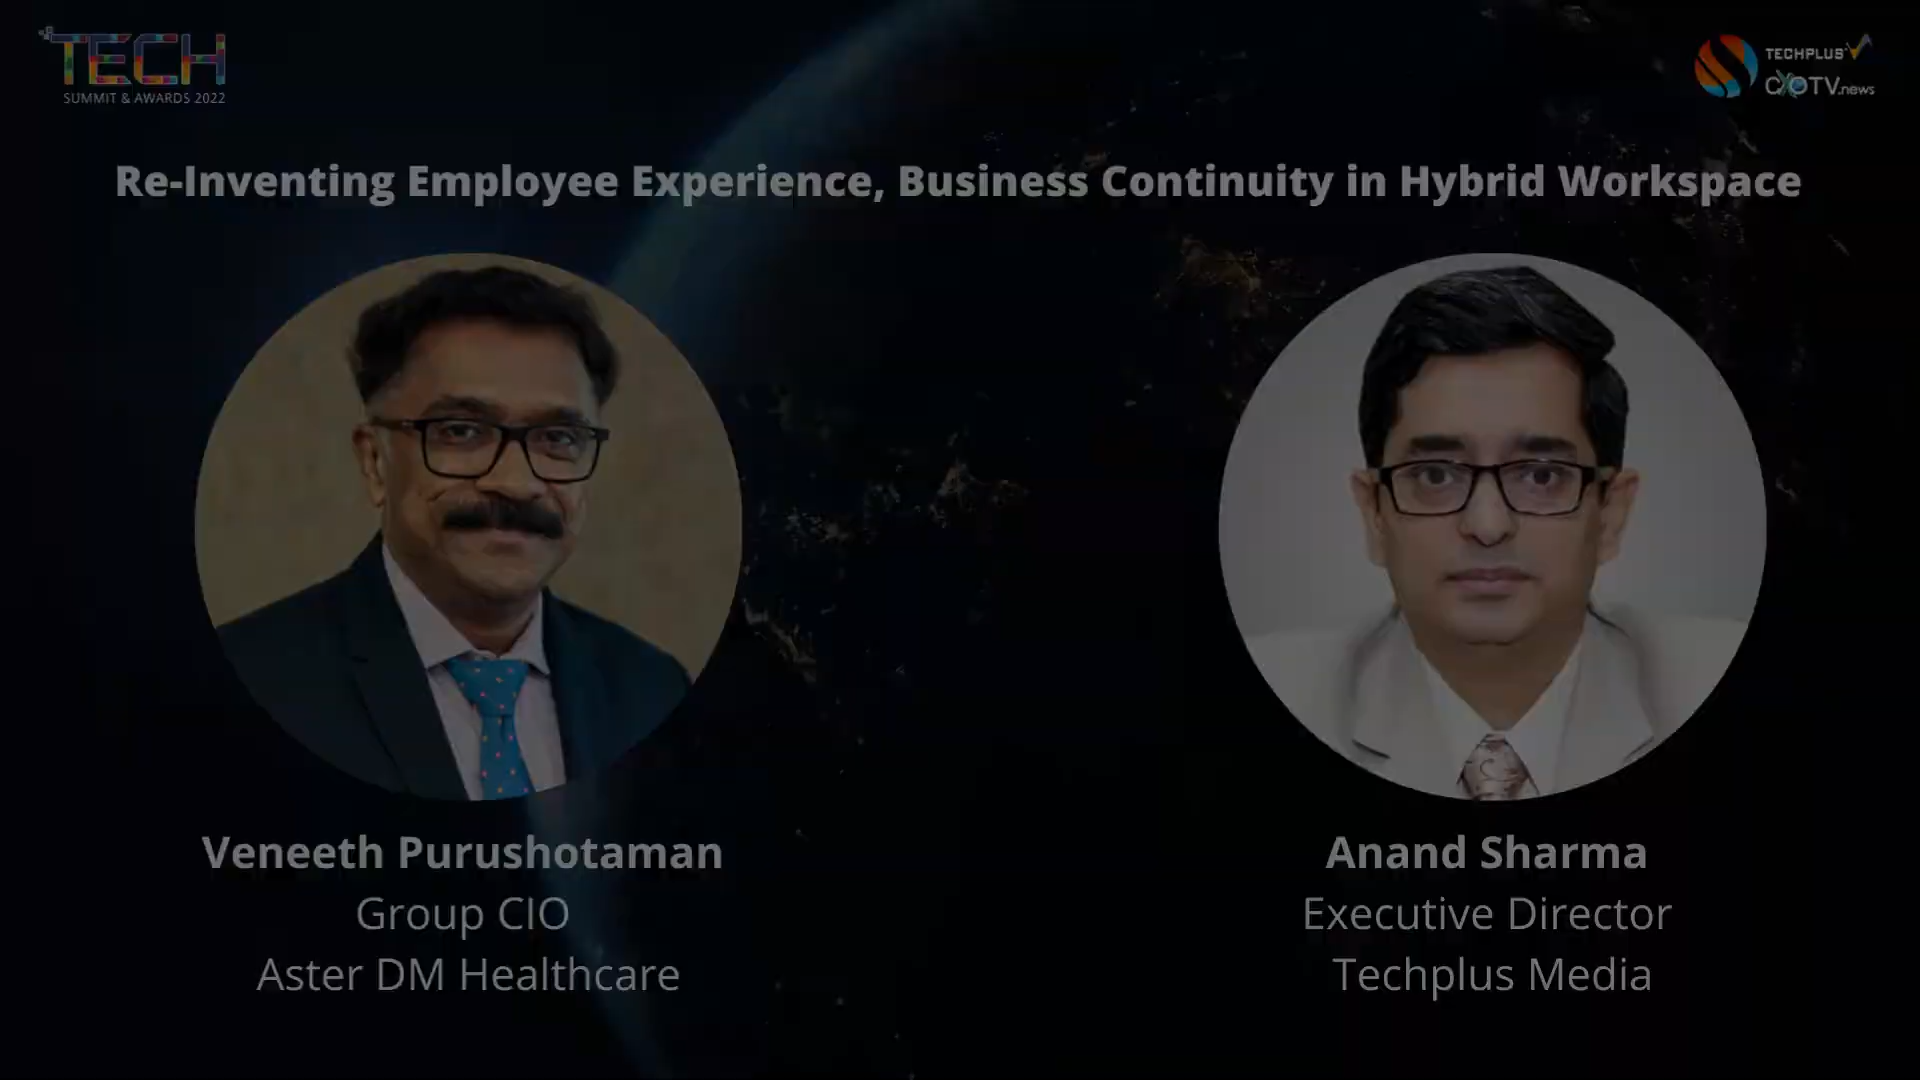 TECH
SUMMIT & AWARDS 2022
TECHPLUS
CXOTV.news
Re-Inventing Employee Experience, Business Continuity in Hybrid Workspace
Veneeth Purushotaman
Group CIO
Aster DM Healthcare
Anand Sharma
Executive Director
Techplus Media